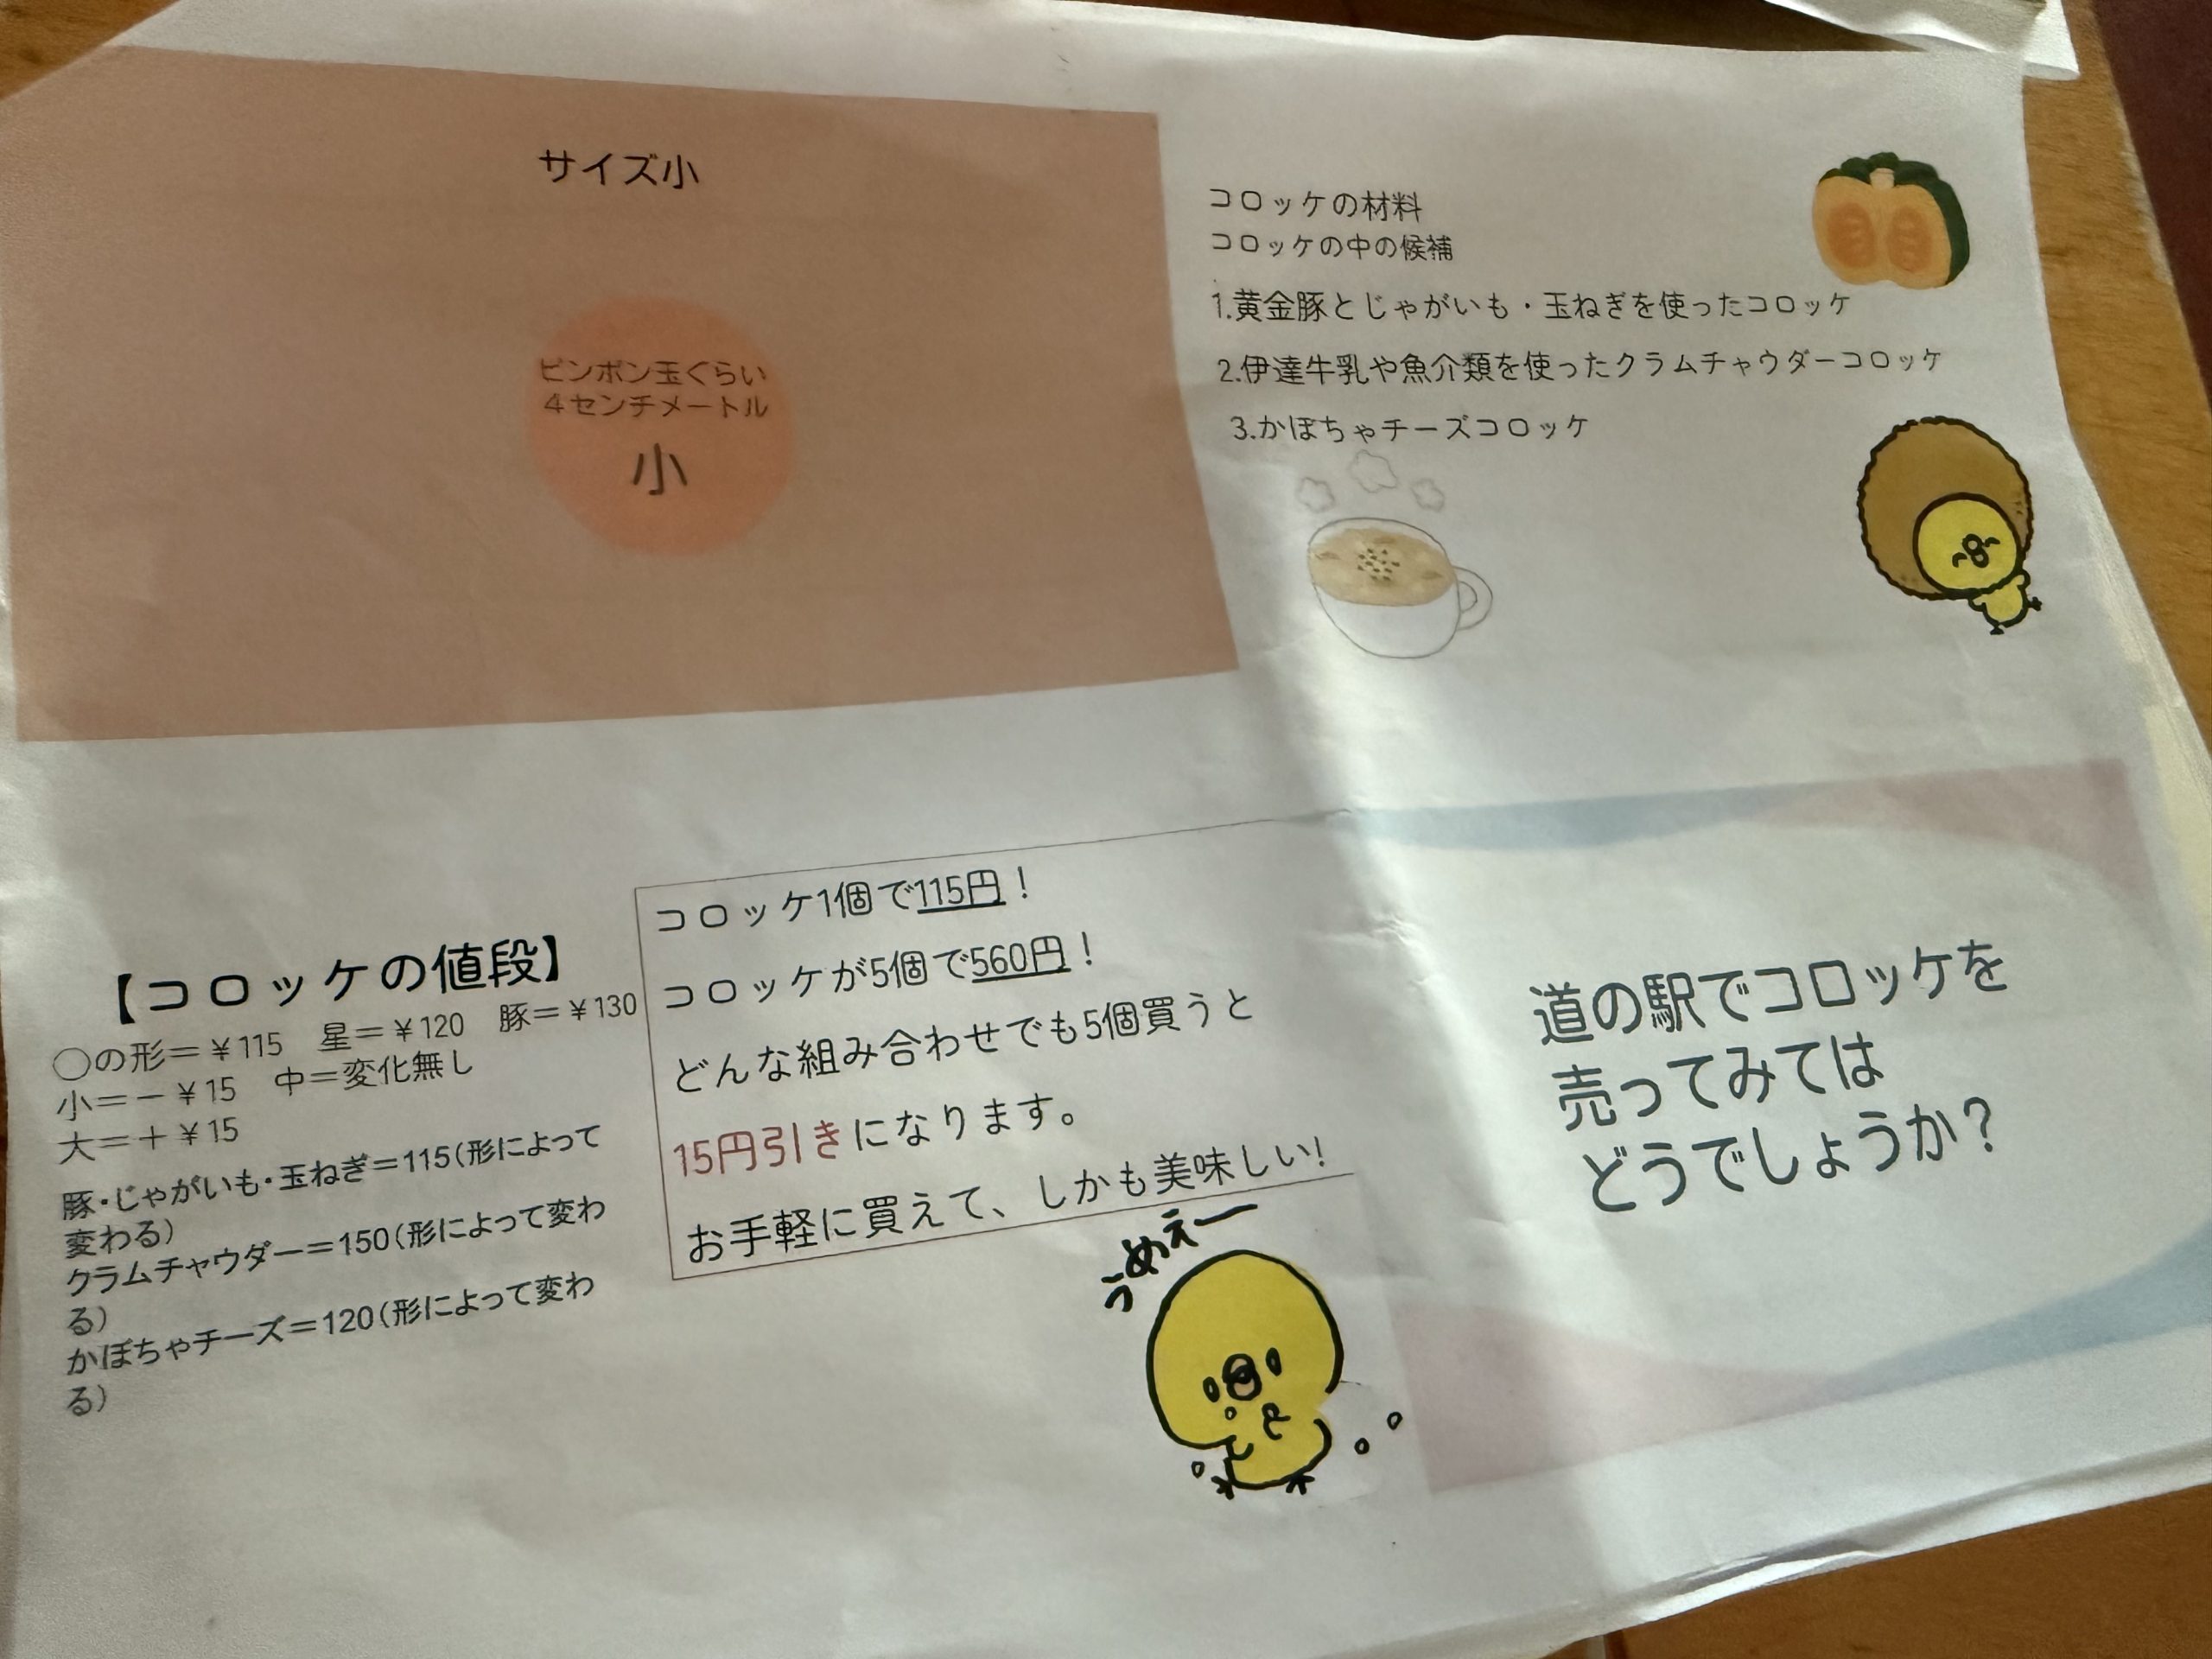 サイズ小
ピンポン玉ぐらい
4センチメートル
小
コロッケの材料
コロッケの中の候補
1.黄金豚とじゃがいも・玉ねぎを使ったコロッケ
2.伊達牛乳や魚介類を使ったクラムチャウダーコロッケ
3.かぼちゃチーズコロッケ
【コロッケの値段】
○の形＝￥115　星＝￥120　豚＝￥130
小＝－￥15　中＝変化無し
大＝＋￥15
豚・じゃがいも・玉ねぎ＝115(形によって
変わる)
クラムチャウダー＝150(形によって変わ
る)
かぼちゃチーズ＝120(形によって変わ
る)
コロッケ1個で115円！
コロッケが5個で560円！
どんな組み合わせでも5個買うと
15円引きになります。
お手軽に買えて、しかも美味しい!
うめぇー
道の駅でコロッケを
売ってみては
どうでしょうか？